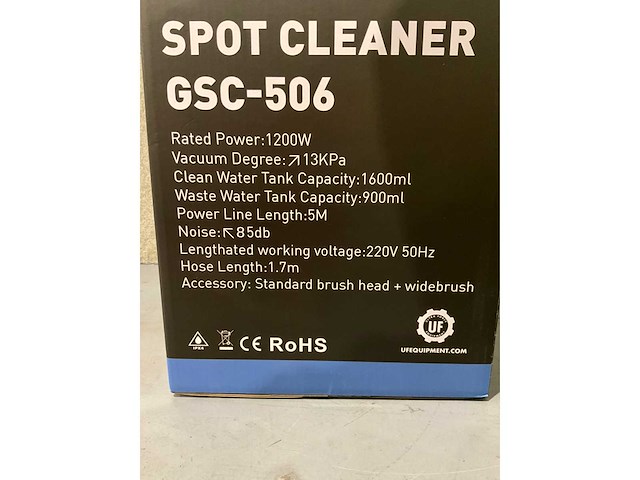 SPOT CLEANER
GSC-506
Rated Power:1200W
Vacuum Degree:↗13KPa
Clean Water Tank Capacity:1600ml
Waste Water Tank Capacity:900ml
Power Line Length:5M
Noise:↖85db
Lengthated working voltage:220V 50Hz
Hose Length:1.7m
Accessory: Standard brush head + widebrush
UF
IPX4 CE RoHS
UFEQUIPMENT.COM